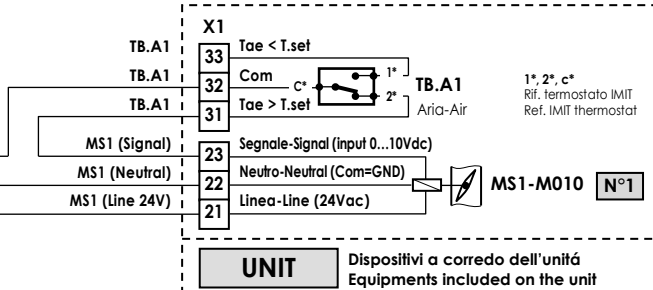 X1
TB.A1 33 Tae < T.set
TB.A1 32 Com C* 1* 2* TB.A1 1*, 2*, c*
Aria-Air Rif. termostato IMIT
TB.A1 31 Tae > T.set Ref. IMIT thermostat
MS1 (Signal) 23 Segnale-Signal (input 0...10Vdc)
MS1 (Neutral) 22 Neutro-Neutral (Com=GND) MS1-M010 N°1
MS1 (Line 24V) 21 Linea-Line (24Vac)
UNIT Dispositivi a corredo dell'unitá
Equipments included on the unit